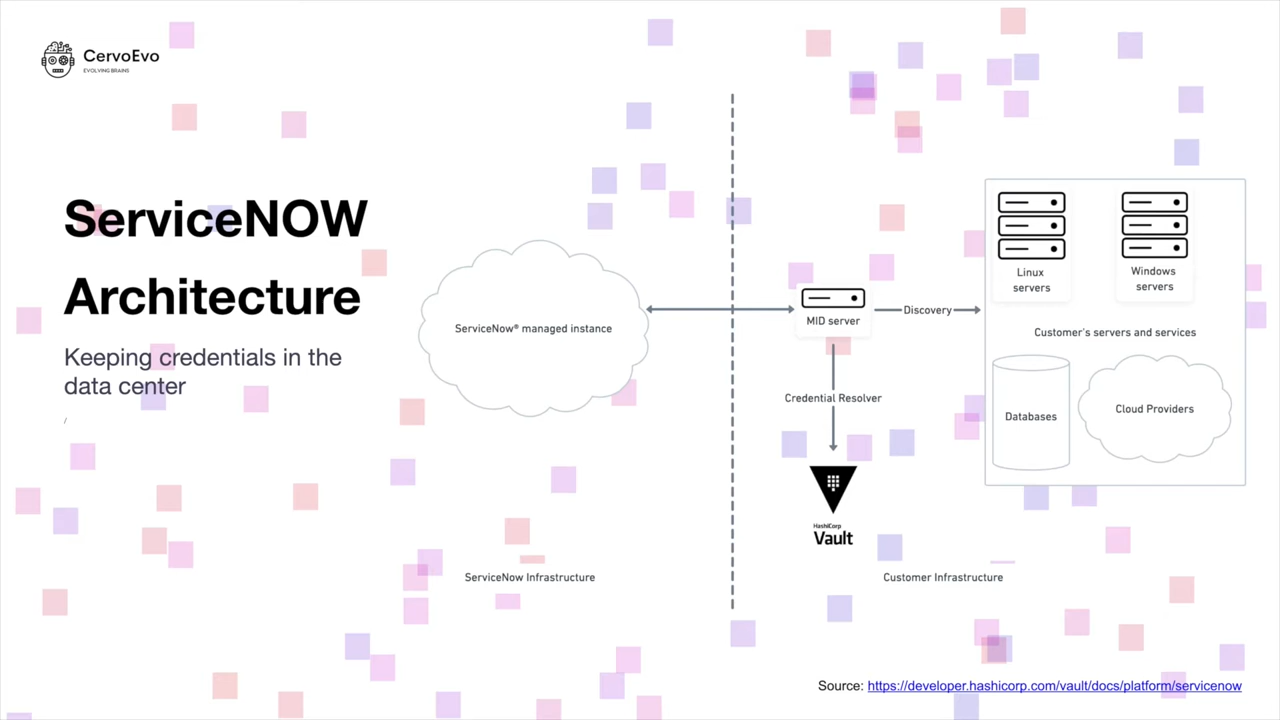 CervoEvo
EVOLVING BRAINS
ServiceNOW
Architecture
Keeping credentials in the
data center
/
ServiceNow® managed instance
ServiceNow Infrastructure
MID server
Discovery
Credential Resolver
HashiCorp
Vault
Customer Infrastructure
Linux
servers
Windows
servers
Customer's servers and services
Databases
Cloud Providers
Source: https://developer.hashicorp.com/vault/docs/platform/servicenow